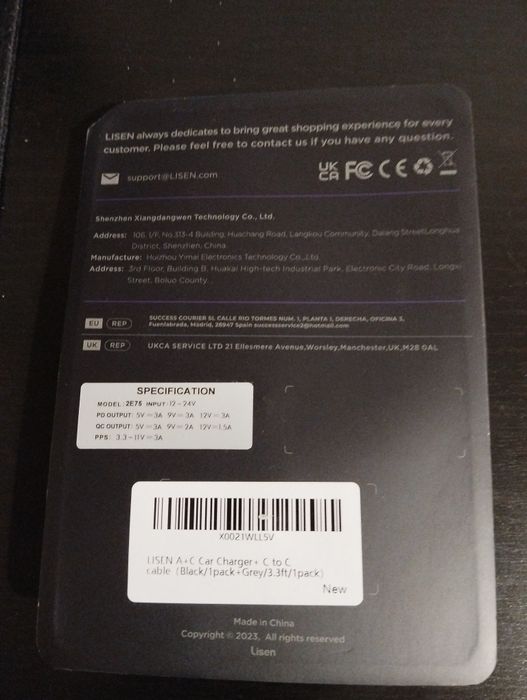 LISEN always dedicates to bring great shopping experience for every
customer. Please feel free to contact us if you have any question.
support@LISEN.com
UK CA FC CE
Shenzhen Xiangdangwen Technology Co., Ltd.
Address: 106, 1/F, No.313-4 Building, Huachang Road, Langkou Community, Dalang StreetLonghua
District, Shenzhen, China.
Manufacture: Huizhou Yimai Electronics Technology Co.,Ltd.
Address: 3rd Floor, Building B, Huakai High-tech Industrial Park, Electronic City Road, Longxi
Street, Boluo County.
EU REP SUCCESS COURIER SL CALLE RIO TORMES NUM. 1, PLANTA 1, DERECHA, OFICINA 3,
Fuenlabrada, Madrid, 28947 Spain successservice2@hotmail.com
UK REP UKCA SERVICE LTD 21 Ellesmere Avenue,Worsley,Manchester,UK,M28 0AL
SPECIFICATION
MODEL: 2E75 INPUT: 12-24V
PD OUTPUT: 5V⎓3A 9V⎓3A 12V⎓3A
QC OUTPUT: 5V⎓3A 9V⎓2A 12V⎓1.5A
PPS: 3.3-11V⎓3A
X0021WLL5V
LISEN A+C Car Charger+ C to C
cable (Black/1pack+Grey/3.3ft/1pack)
New
Made in China
Copyright © 2023, All rights reserved
Lisen